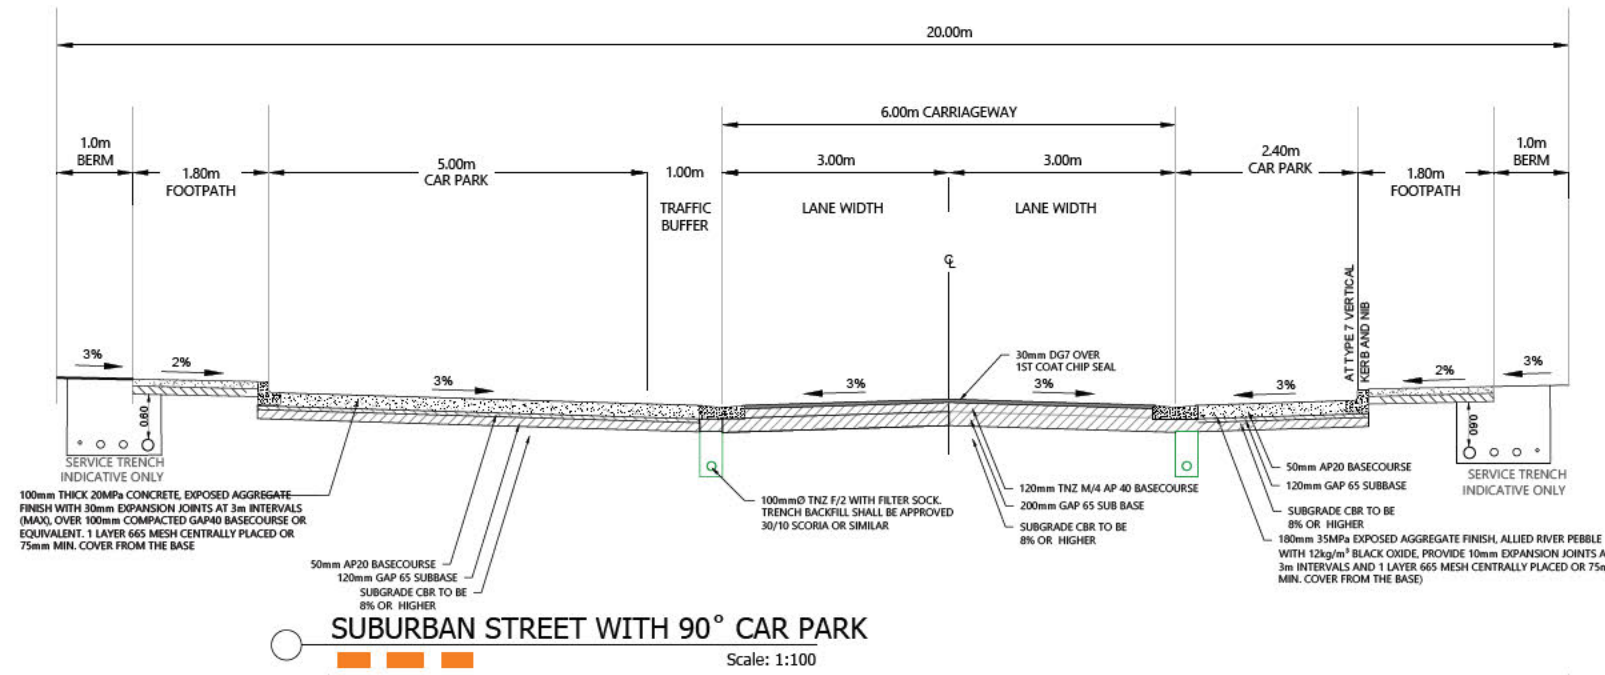 20.00m
6.00m CARRIAGEWAY
1.0m
BERM
1.80m
FOOTPATH
5.00m
CAR PARK
1.00m
TRAFFIC
BUFFER
3.00m
LANE WIDTH
3.00m
LANE WIDTH
2.40m
CAR PARK
1.80m
FOOTPATH
1.0m
BERM
℄
AT TYPE 7 VERTICAL
KERB AND NIB
3%
2%
3%
3%
3%
3%
2%
3%
30mm DG7 OVER
1ST COAT CHIP SEAL
0.60
0.60
SERVICE TRENCH
INDICATIVE ONLY
SERVICE TRENCH
INDICATIVE ONLY
100mm THICK 20MPa CONCRETE, EXPOSED AGGREGATE
FINISH WITH 30mm EXPANSION JOINTS AT 3m INTERVALS
(MAX), OVER 100mm COMPACTED GAP40 BASECOURSE OR
EQUIVALENT. 1 LAYER 665 MESH CENTRALLY PLACED OR
75mm MIN. COVER FROM THE BASE
50mm AP20 BASECOURSE
120mm GAP 65 SUBBASE
SUBGRADE CBR TO BE
8% OR HIGHER
100mmØ TNZ F/2 WITH FILTER SOCK.
TRENCH BACKFILL SHALL BE APPROVED
30/10 SCORIA OR SIMILAR
120mm TNZ M/4 AP 40 BASECOURSE
200mm GAP 65 SUB BASE
SUBGRADE CBR TO BE
8% OR HIGHER
50mm AP20 BASECOURSE
120mm GAP 65 SUBBASE
SUBGRADE CBR TO BE
8% OR HIGHER
180mm 35MPa EXPOSED AGGREGATE FINISH, ALLIED RIVER PEBBLE
WITH 12kg/m³ BLACK OXIDE, PROVIDE 10mm EXPANSION JOINTS A
3m INTERVALS AND 1 LAYER 665 MESH CENTRALLY PLACED OR 75m
MIN. COVER FROM THE BASE)
SUBURBAN STREET WITH 90° CAR PARK
Scale: 1:100